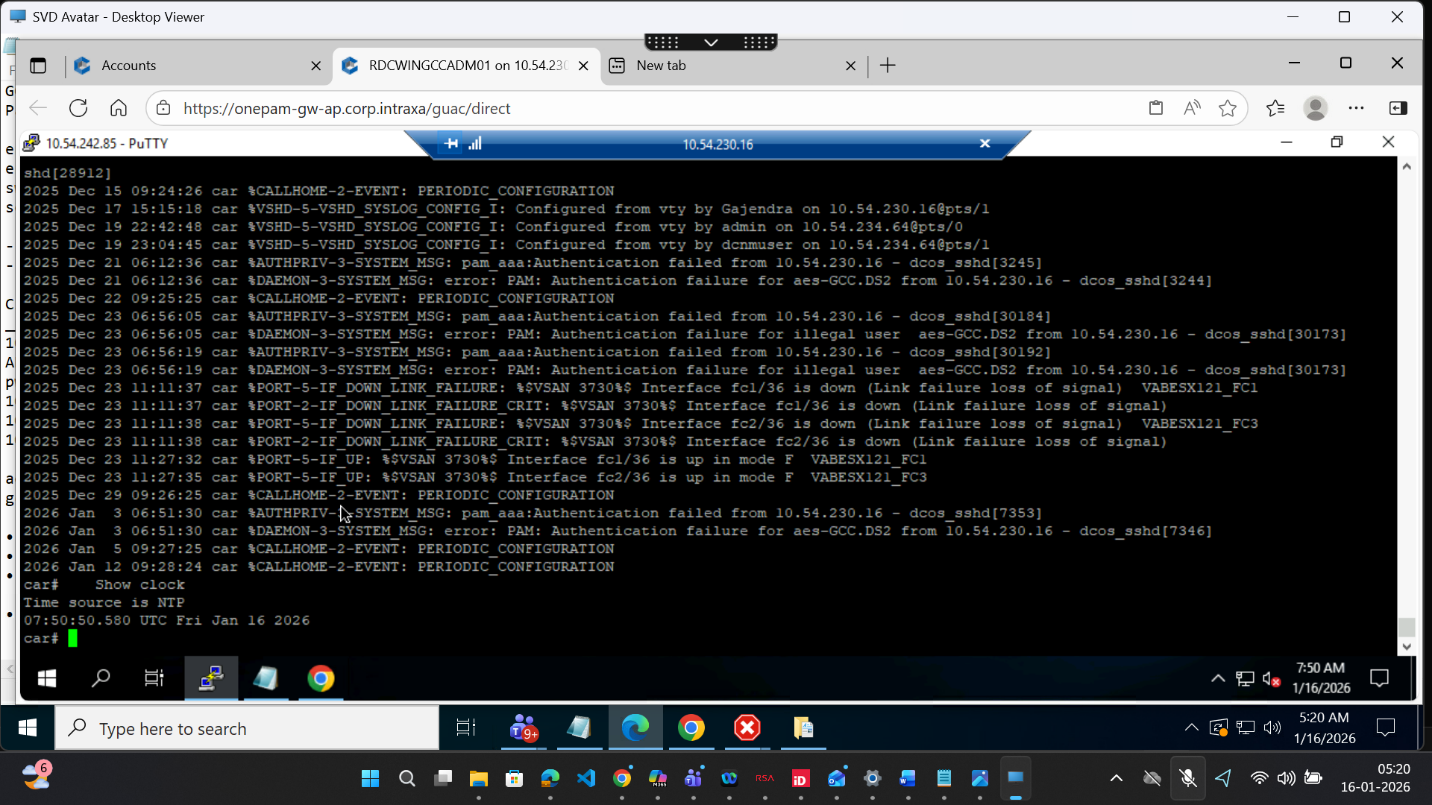 SVD Avatar - Desktop Viewer
Accounts
RDCWINGCCADM01 on 10.54.230
New tab
https://onepam-gw-ap.corp.intraxa/guac/direct
10.54.242.85 - PuTTY
10.54.230.16
shd[28912]
2025 Dec 15 09:24:26 car %CALLHOME-2-EVENT: PERIODIC_CONFIGURATION
2025 Dec 17 15:15:18 car %VSHD-5-VSHD_SYSLOG_CONFIG_I: Configured from vty by Gajendra on 10.54.230.16@pts/1
2025 Dec 19 22:42:48 car %VSHD-5-VSHD_SYSLOG_CONFIG_I: Configured from vty by admin on 10.54.234.64@pts/0
2025 Dec 19 23:04:45 car %VSHD-5-VSHD_SYSLOG_CONFIG_I: Configured from vty by dcnmuser on 10.54.234.64@pts/1
2025 Dec 21 06:12:36 car %AUTHPRIV-3-SYSTEM_MSG: pam_aaa:Authentication failed from 10.54.230.16 - dcos_sshd[3245]
2025 Dec 21 06:12:36 car %DAEMON-3-SYSTEM_MSG: error: PAM: Authentication failure for aes-GCC.DS2 from 10.54.230.16 - dcos_sshd[3244]
2025 Dec 22 09:25:25 car %CALLHOME-2-EVENT: PERIODIC_CONFIGURATION
2025 Dec 23 06:56:05 car %AUTHPRIV-3-SYSTEM_MSG: pam_aaa:Authentication failed from 10.54.230.16 - dcos_sshd[30184]
2025 Dec 23 06:56:05 car %DAEMON-3-SYSTEM_MSG: error: PAM: Authentication failure for illegal user  aes-GCC.DS2 from 10.54.230.16 - dcos_sshd[30173]
2025 Dec 23 06:56:19 car %AUTHPRIV-3-SYSTEM_MSG: pam_aaa:Authentication failed from 10.54.230.16 - dcos_sshd[30192]
2025 Dec 23 06:56:19 car %DAEMON-3-SYSTEM_MSG: error: PAM: Authentication failure for illegal user  aes-GCC.DS2 from 10.54.230.16 - dcos_sshd[30173]
2025 Dec 23 11:11:37 car %PORT-5-IF_DOWN_LINK_FAILURE: %$VSAN 3730%$ Interface fc1/36 is down (Link failure loss of signal)  VABESX121_FC1
2025 Dec 23 11:11:37 car %PORT-2-IF_DOWN_LINK_FAILURE_CRIT: %$VSAN 3730%$ Interface fc1/36 is down (Link failure loss of signal)
2025 Dec 23 11:11:38 car %PORT-5-IF_DOWN_LINK_FAILURE: %$VSAN 3730%$ Interface fc2/36 is down (Link failure loss of signal)  VABESX121_FC3
2025 Dec 23 11:11:38 car %PORT-2-IF_DOWN_LINK_FAILURE_CRIT: %$VSAN 3730%$ Interface fc2/36 is down (Link failure loss of signal)
2025 Dec 23 11:27:32 car %PORT-5-IF_UP: %$VSAN 3730%$ Interface fc1/36 is up in mode F  VABESX121_FC1
2025 Dec 23 11:27:35 car %PORT-5-IF_UP: %$VSAN 3730%$ Interface fc2/36 is up in mode F  VABESX121_FC3
2025 Dec 29 09:26:25 car %CALLHOME-2-EVENT: PERIODIC_CONFIGURATION
2026 Jan  3 06:51:30 car %AUTHPRIV-3-SYSTEM_MSG: pam_aaa:Authentication failed from 10.54.230.16 - dcos_sshd[7353]
2026 Jan  3 06:51:30 car %DAEMON-3-SYSTEM_MSG: error: PAM: Authentication failure for aes-GCC.DS2 from 10.54.230.16 - dcos_sshd[7346]
2026 Jan  5 09:27:25 car %CALLHOME-2-EVENT: PERIODIC_CONFIGURATION
2026 Jan 12 09:28:24 car %CALLHOME-2-EVENT: PERIODIC_CONFIGURATION
car#    Show clock
Time source is NTP
07:50:50.580 UTC Fri Jan 16 2026
car#
7:50 AM
1/16/2026
Type here to search
9+
5:20 AM
1/16/2026
6
RSA
iD
05:20
16-01-2026